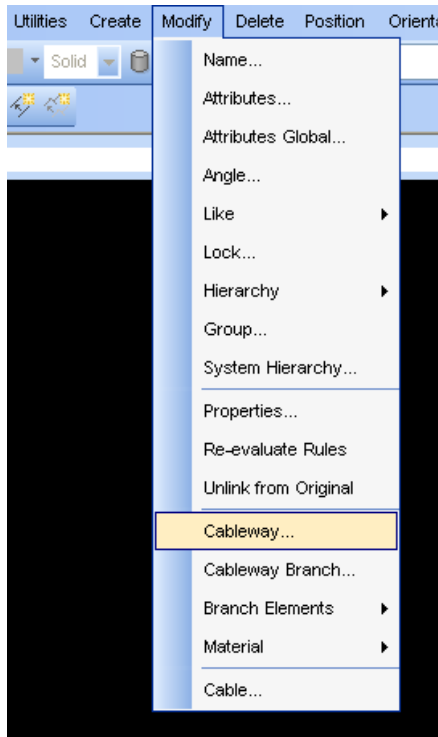 Utilities Create Modify Delete Position Orienta
Solid
Name...
Attributes...
Attributes Global...
Angle...
Like
Lock...
Hierarchy
Group...
System Hierarchy...
Properties...
Re-evaluate Rules
Unlink from Original
Cableway...
Cableway Branch...
Branch Elements
Material
Cable...